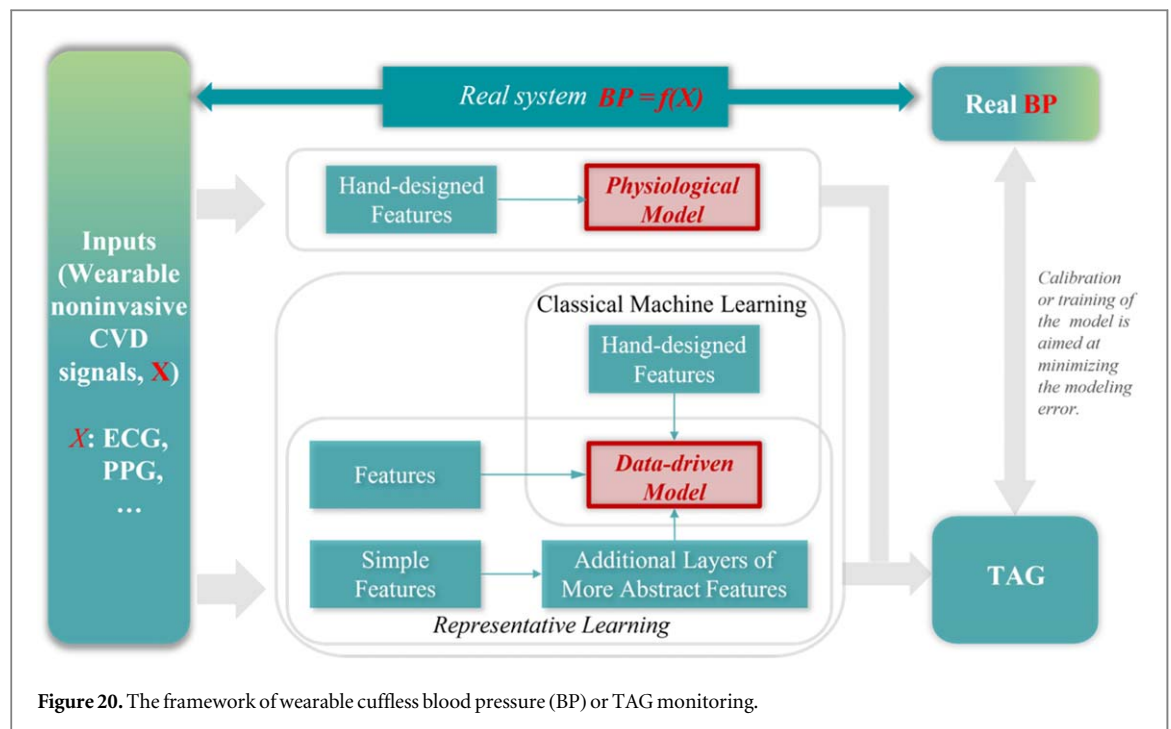 Real system BP = f(X)
Real BP
Inputs
(Wearable
noninvasive
CVD
signals, X)
X: ECG,
PPG,
...
Hand-designed
Features
Physiological
Model
Classical Machine Learning
Hand-designed
Features
Features
Data-driven
Model
Simple
Features
Additional Layers of
More Abstract Features
Representative Learning
Calibration
or training of
the model is
aimed at
minimizing
the modeling
error.
TAG
Figure 20. The framework of wearable cuffless blood pressure (BP) or TAG monitoring.